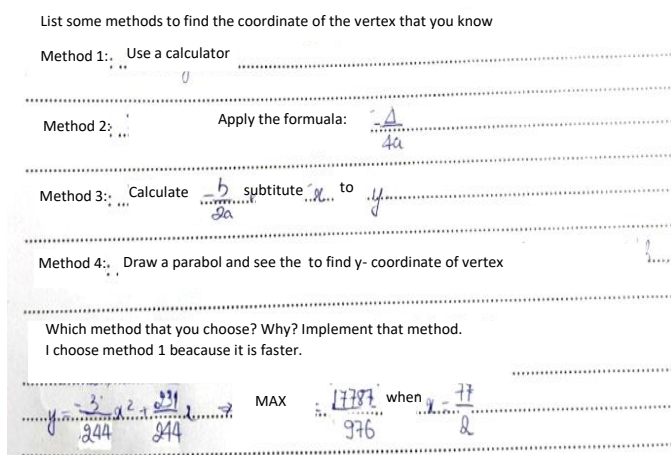 List some methods to find the coordinate of the vertex that you know
Method 1:. Use a calculator
Method 2: Apply the formuala: -Δ/4a
Method 3: Calculate -b/2a subtitute x to y
Method 4: Draw a parabol and see the to find y- coordinate of vertex
Which method that you choose? Why? Implement that method.
I choose method 1 beacause it is faster.
y = -3/244 x² + 231/244 x → MAX = 17787/976 when x = 77/2